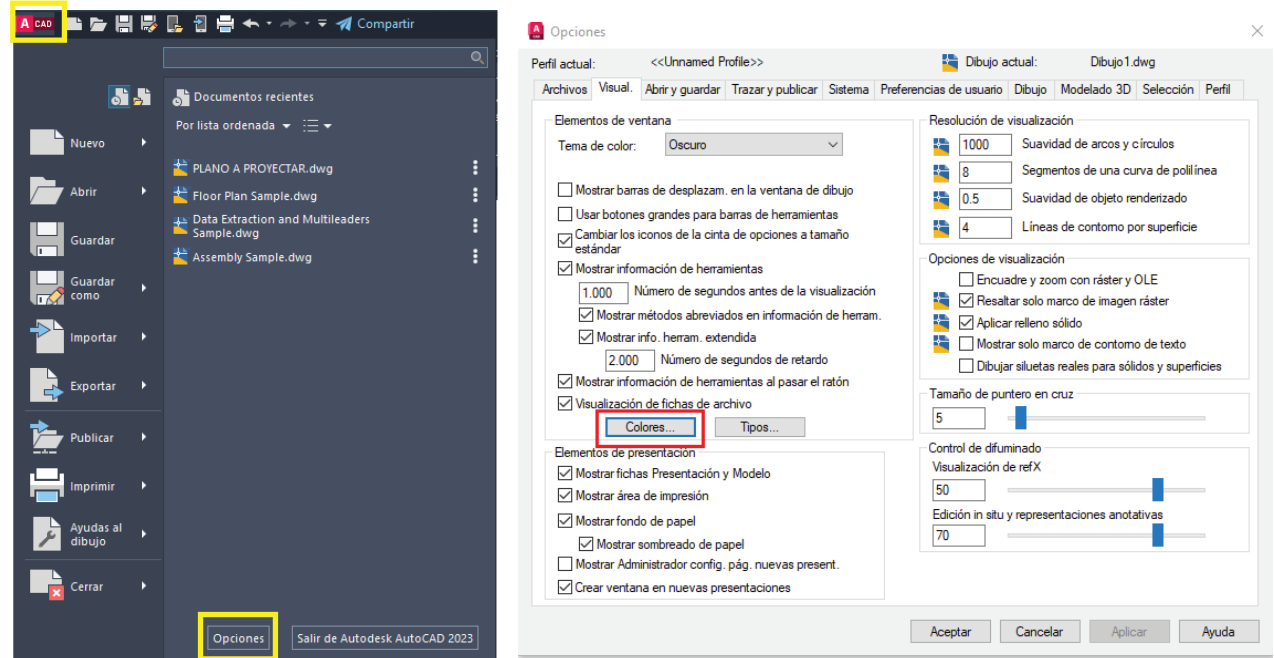 A CAD
Compartir
Documentos recientes
Por lista ordenada
Nuevo
Abrir
Guardar
Guardar
como
Importar
Exportar
Publicar
Imprimir
Ayudas al
dibujo
Cerrar
PLANO A PROYECTAR.dwg
Floor Plan Sample.dwg
Data Extraction and Multileaders
Sample.dwg
Assembly Sample.dwg
Opciones
Salir de Autodesk AutoCAD 2023
Opciones
Perfil actual:
<<Unnamed Profile>>
Dibujo actual:
Dibujo1.dwg
Archivos Visual. Abrir y guardar Trazar y publicar Sistema Preferencias de usuario Dibujo Modelado 3D Selección Perfil
Elementos de ventana
Tema de color:
Oscuro
Mostrar barras de desplazam. en la ventana de dibujo
Usar botones grandes para barras de herramientas
Cambiar los iconos de la cinta de opciones a tamaño
estándar
Mostrar información de herramientas
1.000 Número de segundos antes de la visualización
Mostrar métodos abreviados en información de herram.
Mostrar info. herram. extendida
2.000 Número de segundos de retardo
Mostrar información de herramientas al pasar el ratón
Visualización de fichas de archivo
Colores... Tipos...
Elementos de presentación
Mostrar fichas Presentación y Modelo
Mostrar área de impresión
Mostrar fondo de papel
Mostrar sombreado de papel
Mostrar Administrador config. pág. nuevas present.
Crear ventana en nuevas presentaciones
Resolución de visualización
1000 Suavidad de arcos y círculos
8 Segmentos de una curva de polilínea
0.5 Suavidad de objeto renderizado
4 Líneas de contorno por superficie
Opciones de visualización
Encuadre y zoom con ráster y OLE
Resaltar solo marco de imagen ráster
Aplicar relleno sólido
Mostrar solo marco de contorno de texto
Dibujar siluetas reales para sólidos y superficies
Tamaño de puntero en cruz
5
Control de difuminado
Visualización de refX
50
Edición in situ y representaciones anotativas
70
Aceptar Cancelar Aplicar Ayuda